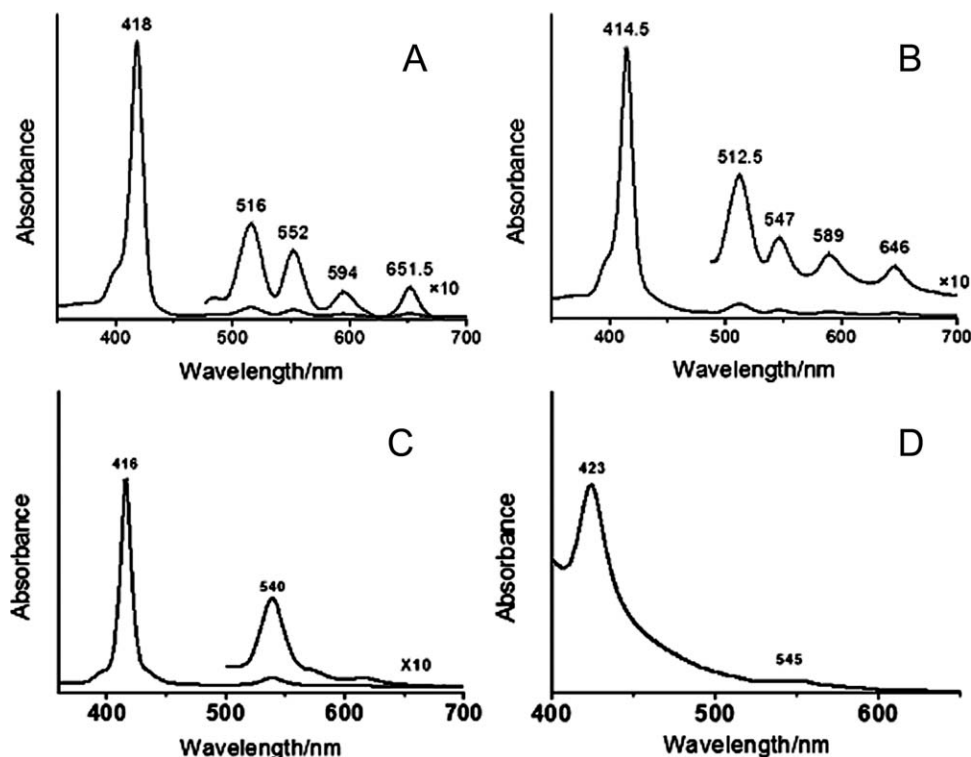 418
A
516
552
594
651.5
×10
Absorbance
400
500
600
700
Wavelength/nm
414.5
B
512.5
547
589
646
×10
Absorbance
400
500
600
700
Wavelength/nm
416
C
540
X10
Absorbance
400
500
600
700
Wavelength/nm
423
D
545
Absorbance
400
500
600
Wavelength/nm